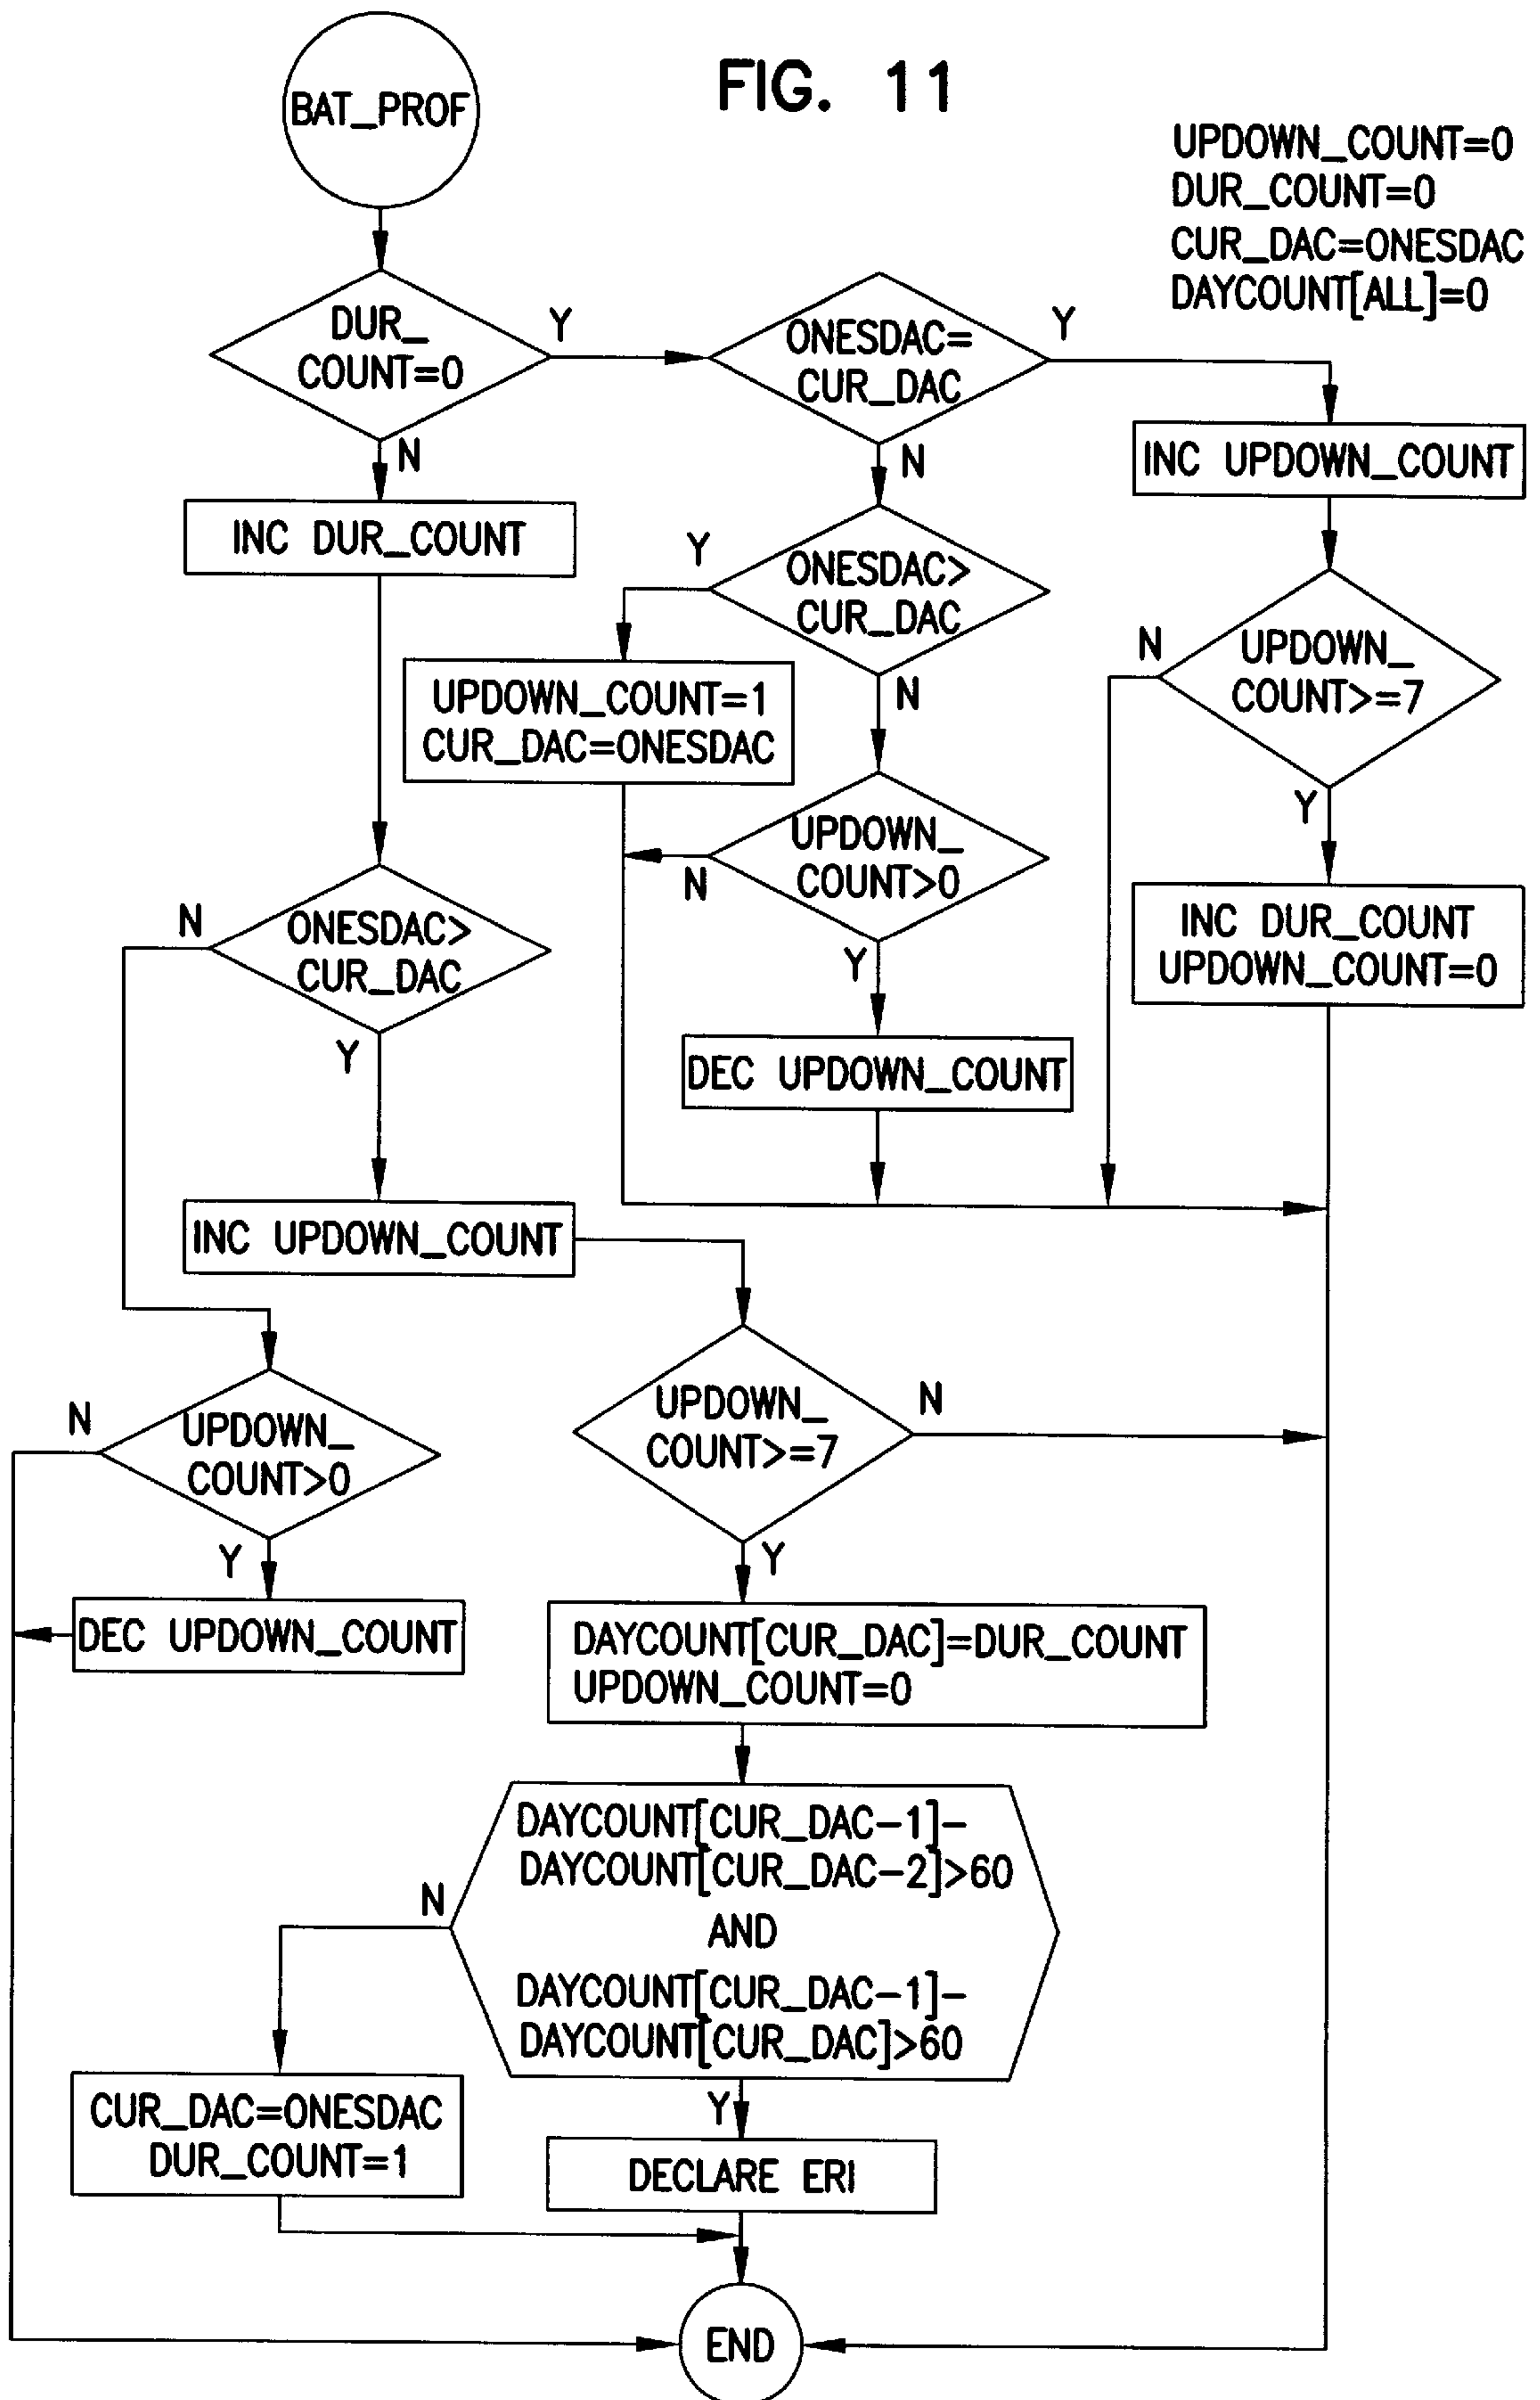 FIG. 11
BAT_PROF
UPDOWN_COUNT=0
DUR_COUNT=0
CUR_DAC=ONESDAC
DAYCOUNT[ALL]=0
DUR_
COUNT=0
Y
N
ONESDAC=
CUR_DAC
Y
N
INC UPDOWN_COUNT
INC DUR_COUNT
ONESDAC>
CUR_DAC
Y
N
UPDOWN_
COUNT>=7
N
Y
UPDOWN_COUNT=1
CUR_DAC=ONESDAC
UPDOWN_
COUNT>0
N
Y
INC DUR_COUNT
UPDOWN_COUNT=0
ONESDAC>
CUR_DAC
N
Y
DEC UPDOWN_COUNT
INC UPDOWN_COUNT
UPDOWN_
COUNT>0
N
Y
UPDOWN_
COUNT>=7
N
Y
DEC UPDOWN_COUNT
DAYCOUNT[CUR_DAC]=DUR_COUNT
UPDOWN_COUNT=0
DAYCOUNT[CUR_DAC-1]-
DAYCOUNT[CUR_DAC-2]>60
AND
DAYCOUNT[CUR_DAC-1]-
DAYCOUNT[CUR_DAC]>60
N
Y
CUR_DAC=ONESDAC
DUR_COUNT=1
DECLARE ERI
END